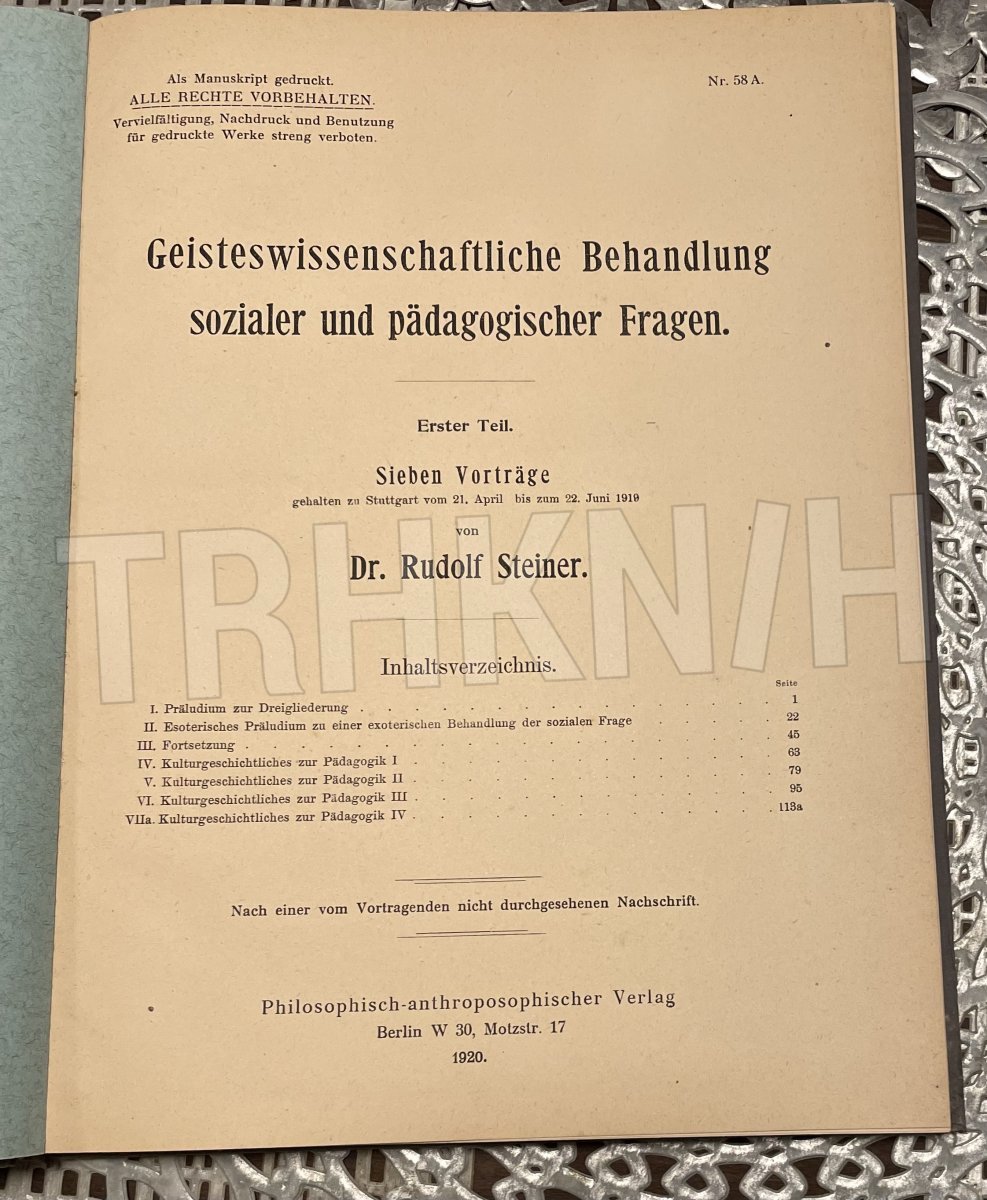 Als Manuskript gedruckt.
Nr. 58 A.
ALLE RECHTE VORBEHALTEN.
Vervielfältigung, Nachdruck und Benutzung
für gedruckte Werke streng verboten.
Geisteswissenschaftliche Behandlung
sozialer und pädagogischer Fragen.
Erster Teil.
Sieben Vorträge
gehalten zu Stuttgart vom 21. April bis zum 22. Juni 1919
von
Dr. Rudolf Steiner.
TRHKN/H
Inhaltsverzeichnis.
Seite
I. Präludium zur Dreigliederung . . . . . . . . . . . . . . . 1
II. Esoterisches Präludium zu einer exoterischen Behandlung der sozialen Frage . . . . . 22
III. Fortsetzung . . . . . . . . . . . . . . . . . . . 45
IV. Kulturgeschichtliches zur Pädagogik I . . . . . . . . . . . . . 63
V. Kulturgeschichtliches zur Pädagogik II . . . . . . . . . . . . . 79
VI. Kulturgeschichtliches zur Pädagogik III . . . . . . . . . . . . . 95
VIIa. Kulturgeschichtliches zur Pädagogik IV . . . . . . . . . . . . . 113a
Nach einer vom Vortragenden nicht durchgesehenen Nachschrift.
Philosophisch-anthroposophischer Verlag
Berlin W 30, Motzstr. 17
1920.